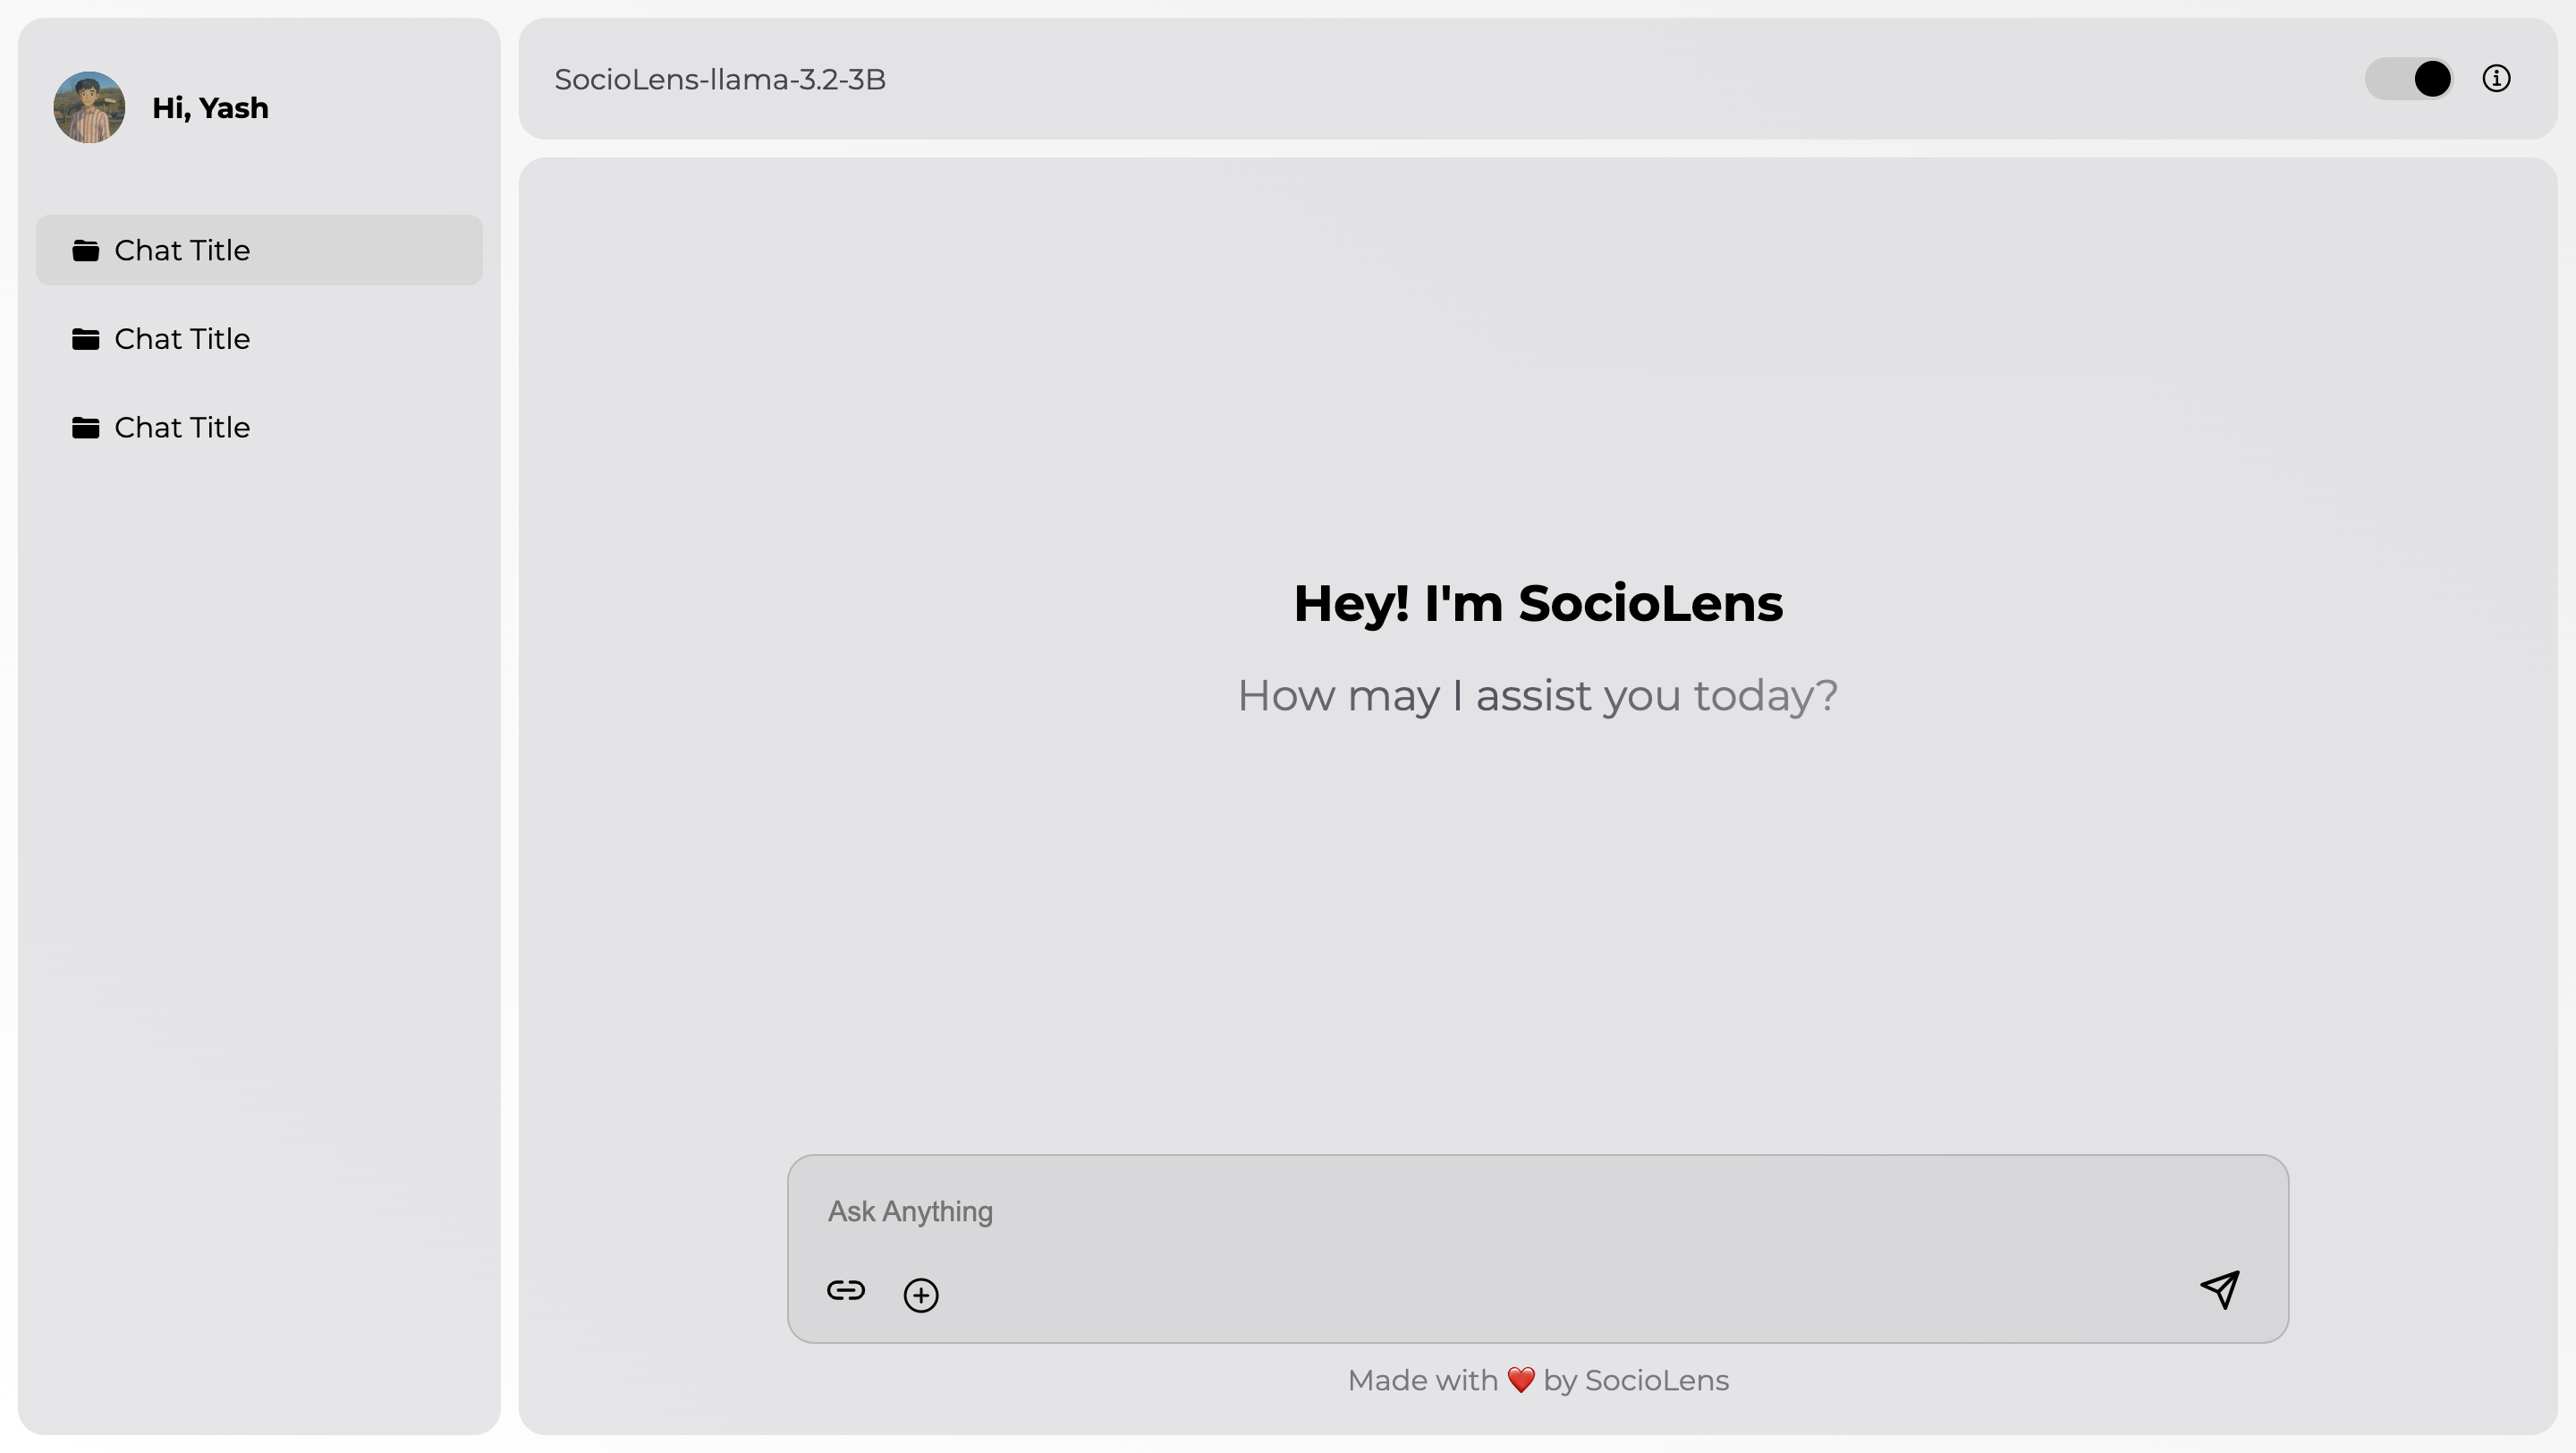 Hi, Yash
Chat Title
Chat Title
Chat Title
SocioLens-llama-3.2-3B
Hey! I'm SocioLens
How may I assist you today?
Ask Anything
Made with ❤️ by SocioLens